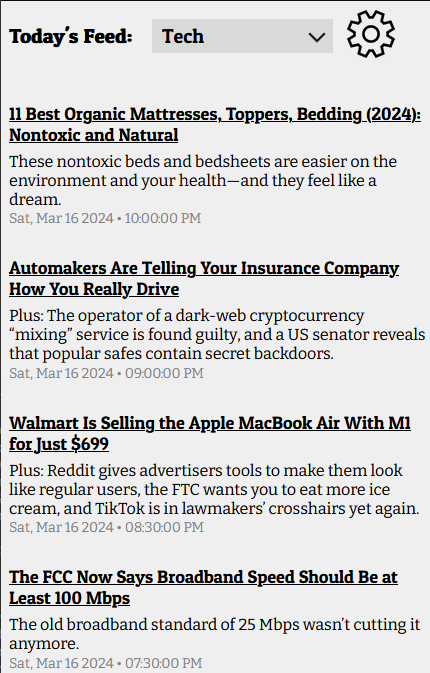 Today's Feed: Tech
11 Best Organic Mattresses, Toppers, Bedding (2024):
Nontoxic and Natural
These nontoxic beds and bedsheets are easier on the
environment and your health—and they feel like a
dream.
Sat, Mar 16 2024 • 10:00:00 PM
Automakers Are Telling Your Insurance Company
How You Really Drive
Plus: The operator of a dark-web cryptocurrency
“mixing” service is found guilty, and a US senator reveals
that popular safes contain secret backdoors.
Sat, Mar 16 2024 • 09:00:00 PM
Walmart Is Selling the Apple MacBook Air With M1
for Just $699
Plus: Reddit gives advertisers tools to make them look
like regular users, the FTC wants you to eat more ice
cream, and TikTok is in lawmakers’ crosshairs yet again.
Sat, Mar 16 2024 • 08:30:00 PM
The FCC Now Says Broadband Speed Should Be at
Least 100 Mbps
The old broadband standard of 25 Mbps wasn’t cutting it
anymore.
Sat, Mar 16 2024 • 07:30:00 PM